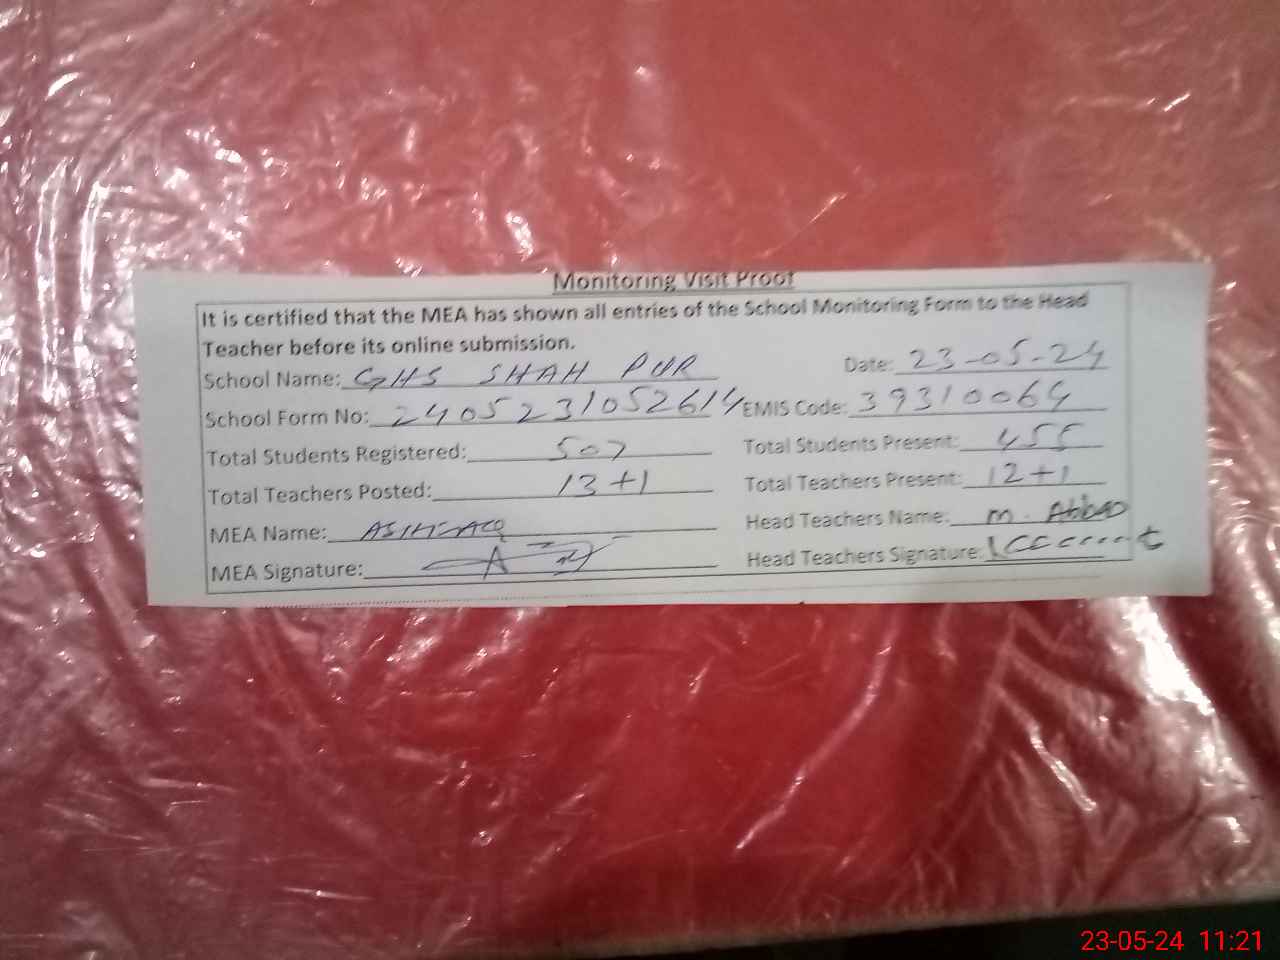 Monitoring Visit Proof
It is certified that the MEA has shown all entries of the School Monitoring Form to the Head
Teacher before its online submission.
School Name: GHS SHAH PUR Date: 23-05-24
School Form No: 2405231052614 EMIS Code: 39310064
Total Students Registered: 507 Total Students Present: 455
Total Teachers Posted: 13+1 Total Teachers Present: 12+1
MEA Name: Head Teachers Name: M. Abbas
MEA Signature: Head Teachers Signature:
23-05-24 11:21